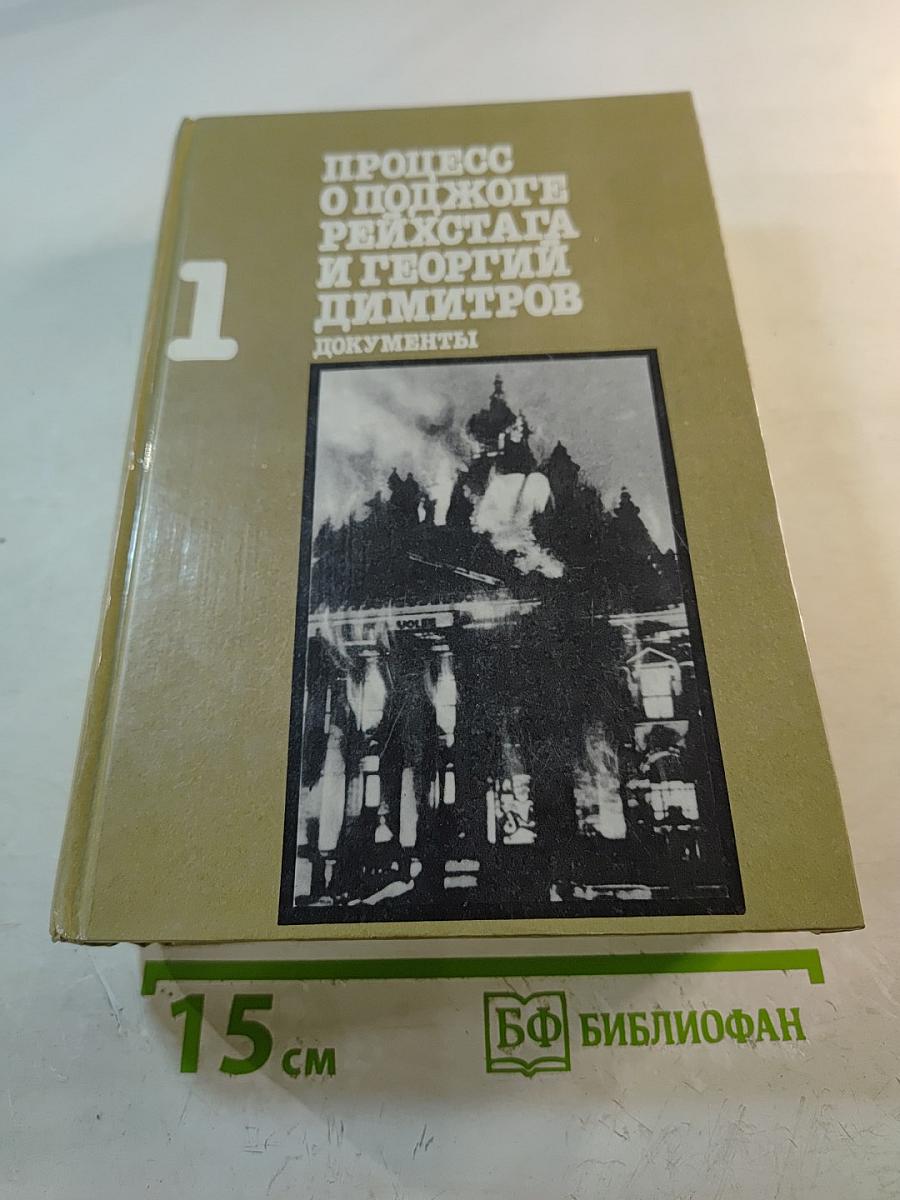 ПРОЦЕСС
О ПОДЖОГЕ
РЕЙХСТАГА
И ГЕОРГИЙ
ДИМИТРОВ
ДОКУМЕНТЫ
1
15 см
БФ БИБЛИОФАН